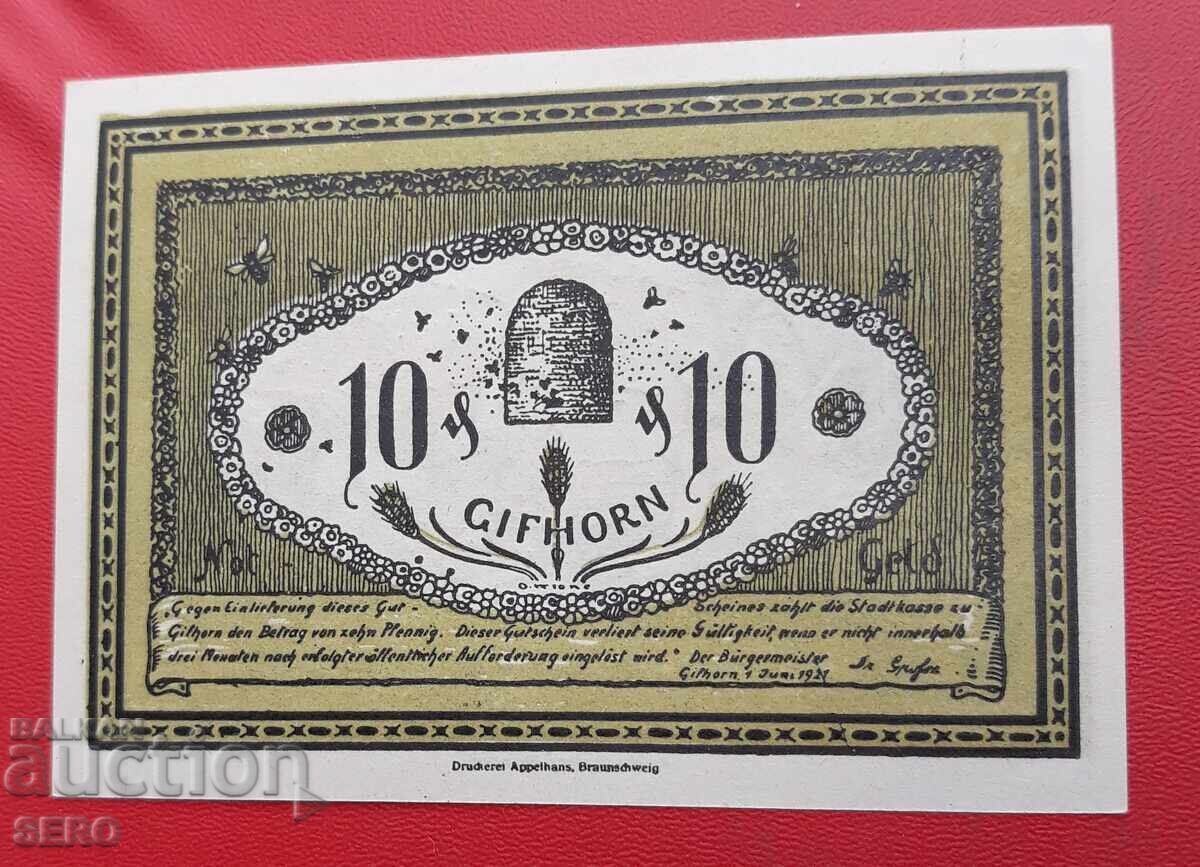 10 ₰ ₰ 10
GIFHORN
Not Geld
„Gegen Einlieferung dieses Gut- Scheines zahlt die Stadtkasse zu
Gifhorn den Betrag von zehn Pfennig. Dieser Gutschein verliert seine Gültigkeit, wenn er nicht innerhalb
drei Monaten nach erfolgter öffentlicher Aufforderung eingelöst wird." Der Bürgermeister
Gifhorn, 1 Juni 1921
Druckerei Appelhans, Braunschweig
BALKAN
auction
SERO